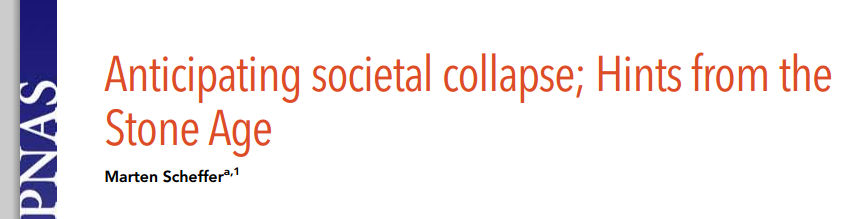 PNAS
Anticipating societal collapse; Hints from the
Stone Age
Marten Scheffera,1